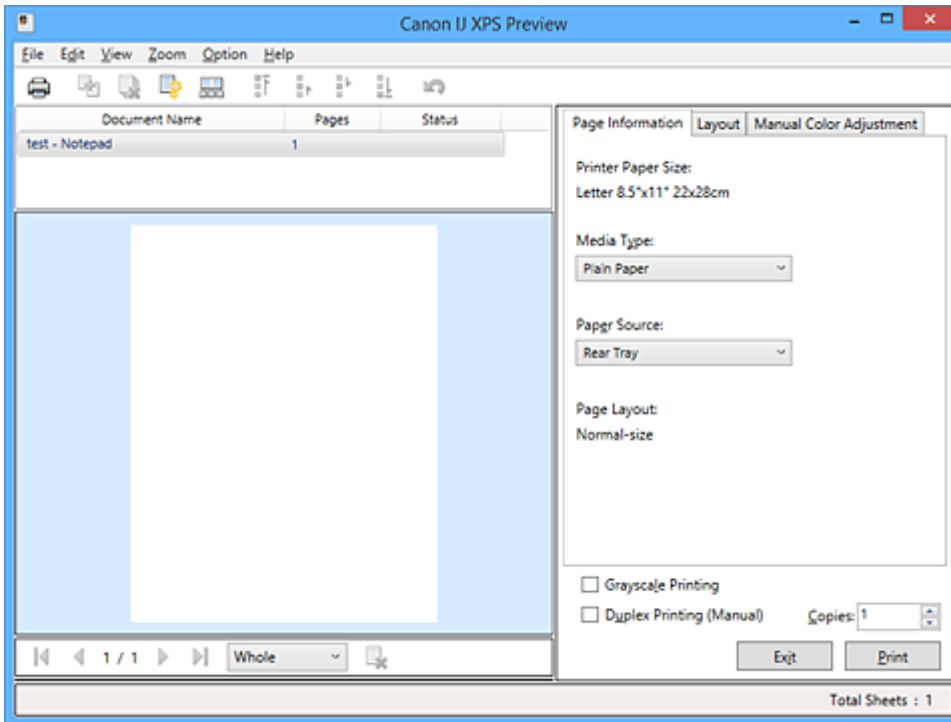 Canon IJ XPS Preview
File Edit View Zoom Option Help
Document Name Pages Status
test - Notepad 1
Page Information Layout Manual Color Adjustment
Printer Paper Size:
Letter 8.5"x11" 22x28cm
Media Type:
Plain Paper
Paper Source:
Rear Tray
Page Layout:
Normal-size
Grayscale Printing
Duplex Printing (Manual) Copies: 1
1 / 1 Whole
Exit Print
Total Sheets : 1